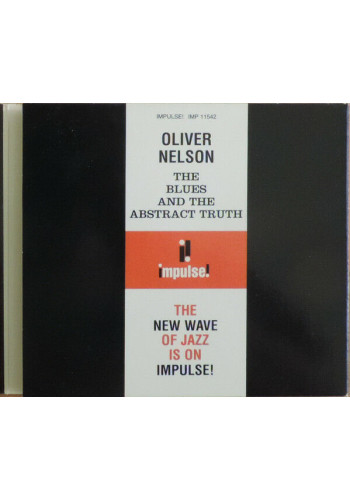 IMPULSE! IMP 11542
OLIVER
NELSON
THE
BLUES
AND THE
ABSTRACT TRUTH
i!
impulse!
THE
NEW WAVE
OF JAZZ
IS ON
IMPULSE!